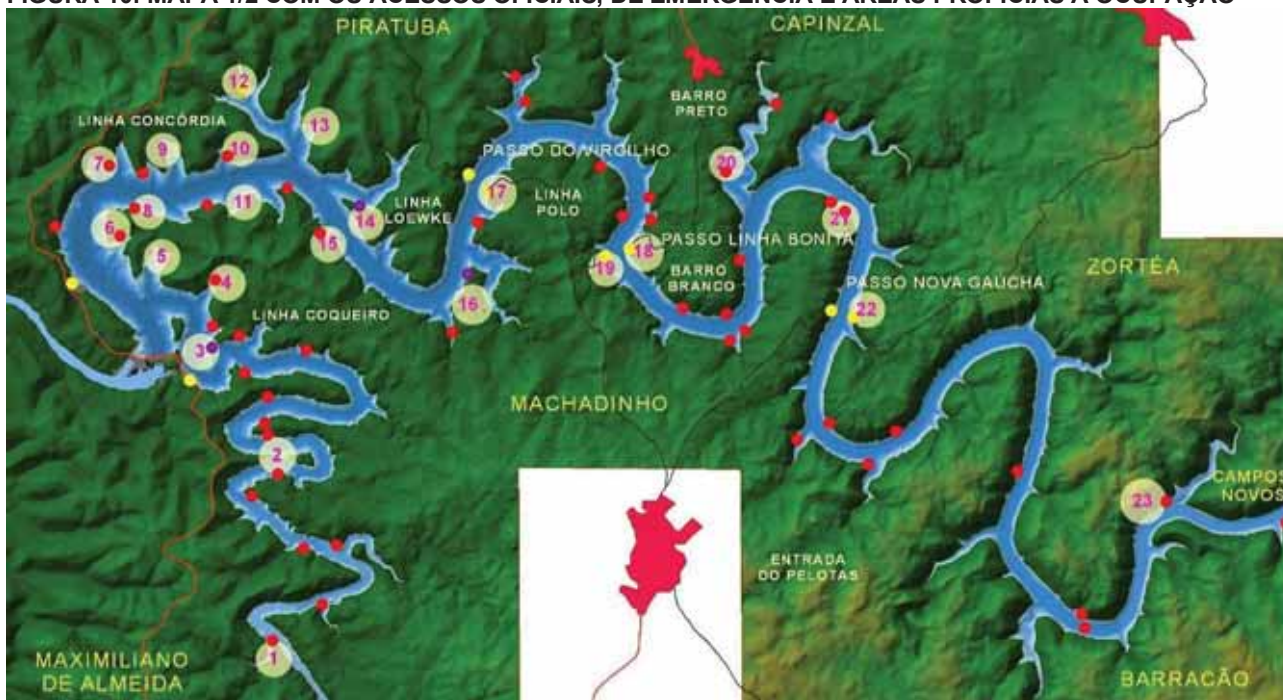 FIGURA 10: MAPA 1/2 COM OS ACESSOS OFICIAIS, DE EMERGÊNCIA E ÁREAS PROPÍCIAS A OCUPAÇÃO
PIRATUBA
CAPINZAL
12
BARRO
PRETO
LINHA CONCÓRDIA
13
7
9
10
PASSO DO VIRGILHO
20
11
17
LINHA
POLO
8
LINHA
LOEWKE
14
6
15
21
5
18
PASSO LINHA BONITA
19
4
BARRO
BRANCO
ZORTÉA
PASSO NOVA GAÚCHA
16
22
LINHA COQUEIRO
3
MACHADINHO
2
CAMPOS
NOVOS
23
ENTRADA
DO PELOTAS
1
MAXIMILIANO
DE ALMEIDA
BARRACÃO